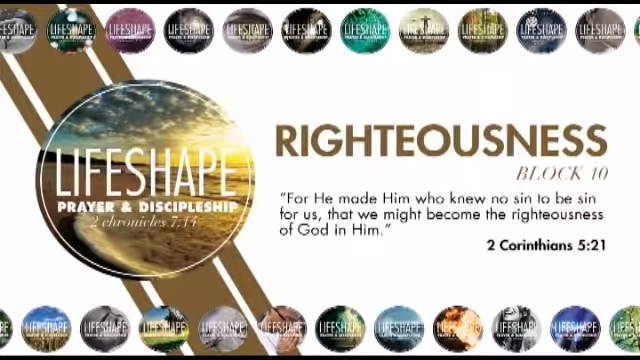 LIFESHAPE
PRAYER & DISCIPLESHIP
2 chronicles 7:14
RIGHTEOUSNESS
BLOCK 10
“For He made Him who knew no sin to be sin
for us, that we might become the righteousness
of God in Him.”
2 Corinthians 5:21